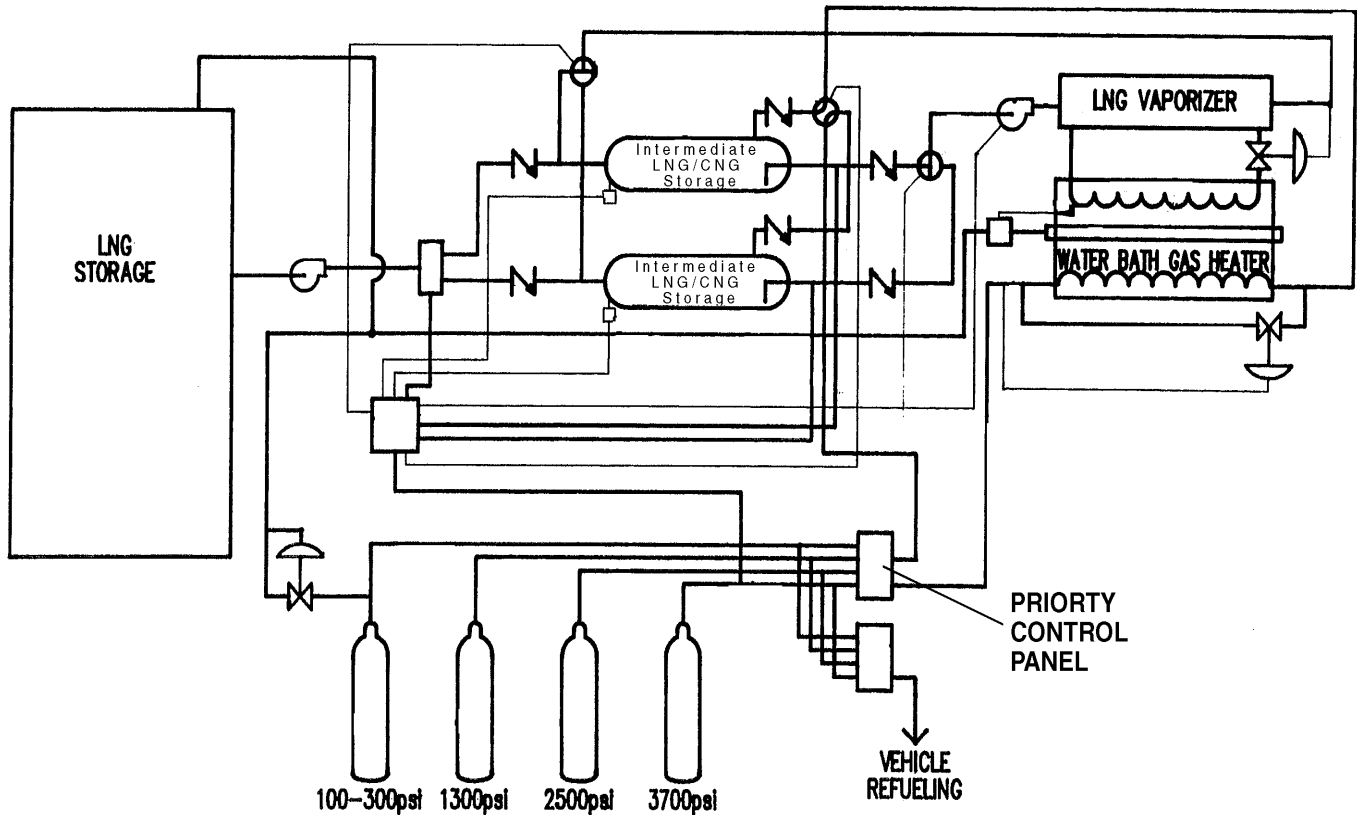 LNG VAPORIZER
Intermediate
LNG/CNG
Storage
LNG
STORAGE
WATER BATH GAS HEATER
Intermediate
LNG/CNG
Storage
PRIORTY
CONTROL
PANEL
VEHICLE
REFUELING
100-300psi
1300psi
2500psi
3700psi